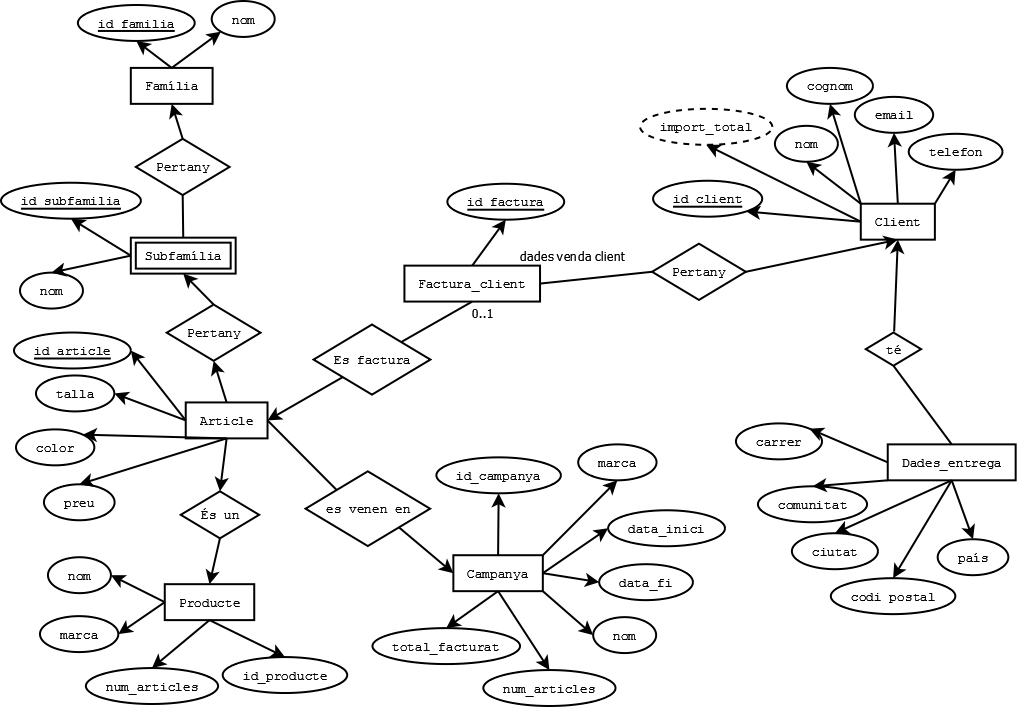 id_familia
nom
Família
Pertany
id_subfamilia
Subfamília
nom
Pertany
id_article
talla
Article
color
preu
És un
nom
Producte
marca
num_articles
id_producte
id_factura
dades venda client
Factura_client
0..1
Pertany
Es factura
es venen en
id_campanya
marca
data_inici
Campanya
data_fi
nom
total_facturat
num_articles
cognom
import_total
email
nom
telefon
id_client
Client
té
carrer
Dades_entrega
comunitat
ciutat
país
codi postal